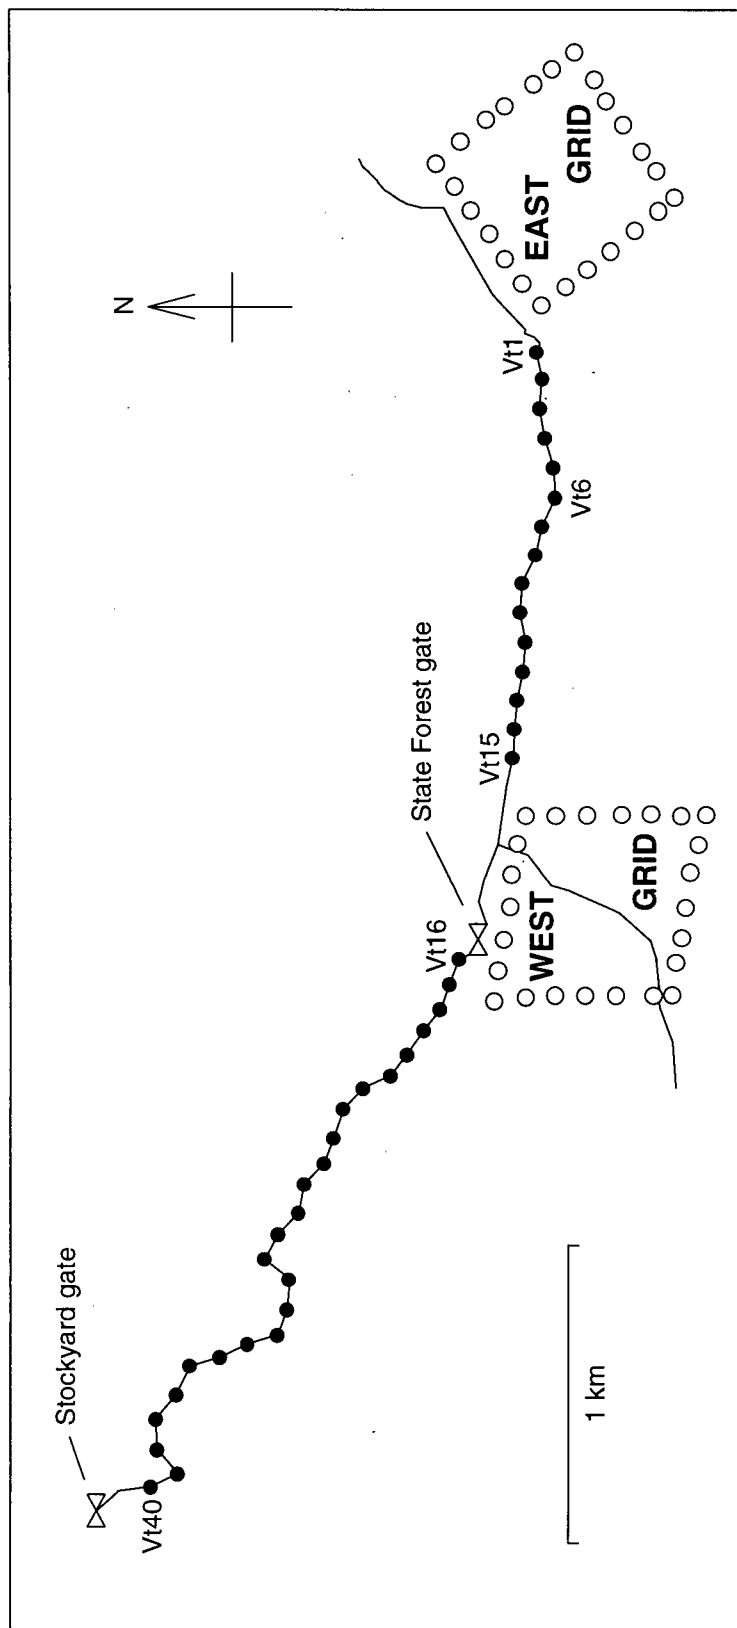 Stockyard gate
Vt40
N
State Forest gate
Vt16
Vt15
Vt6
Vt1
EAST
GRID
WEST
GRID
1 km